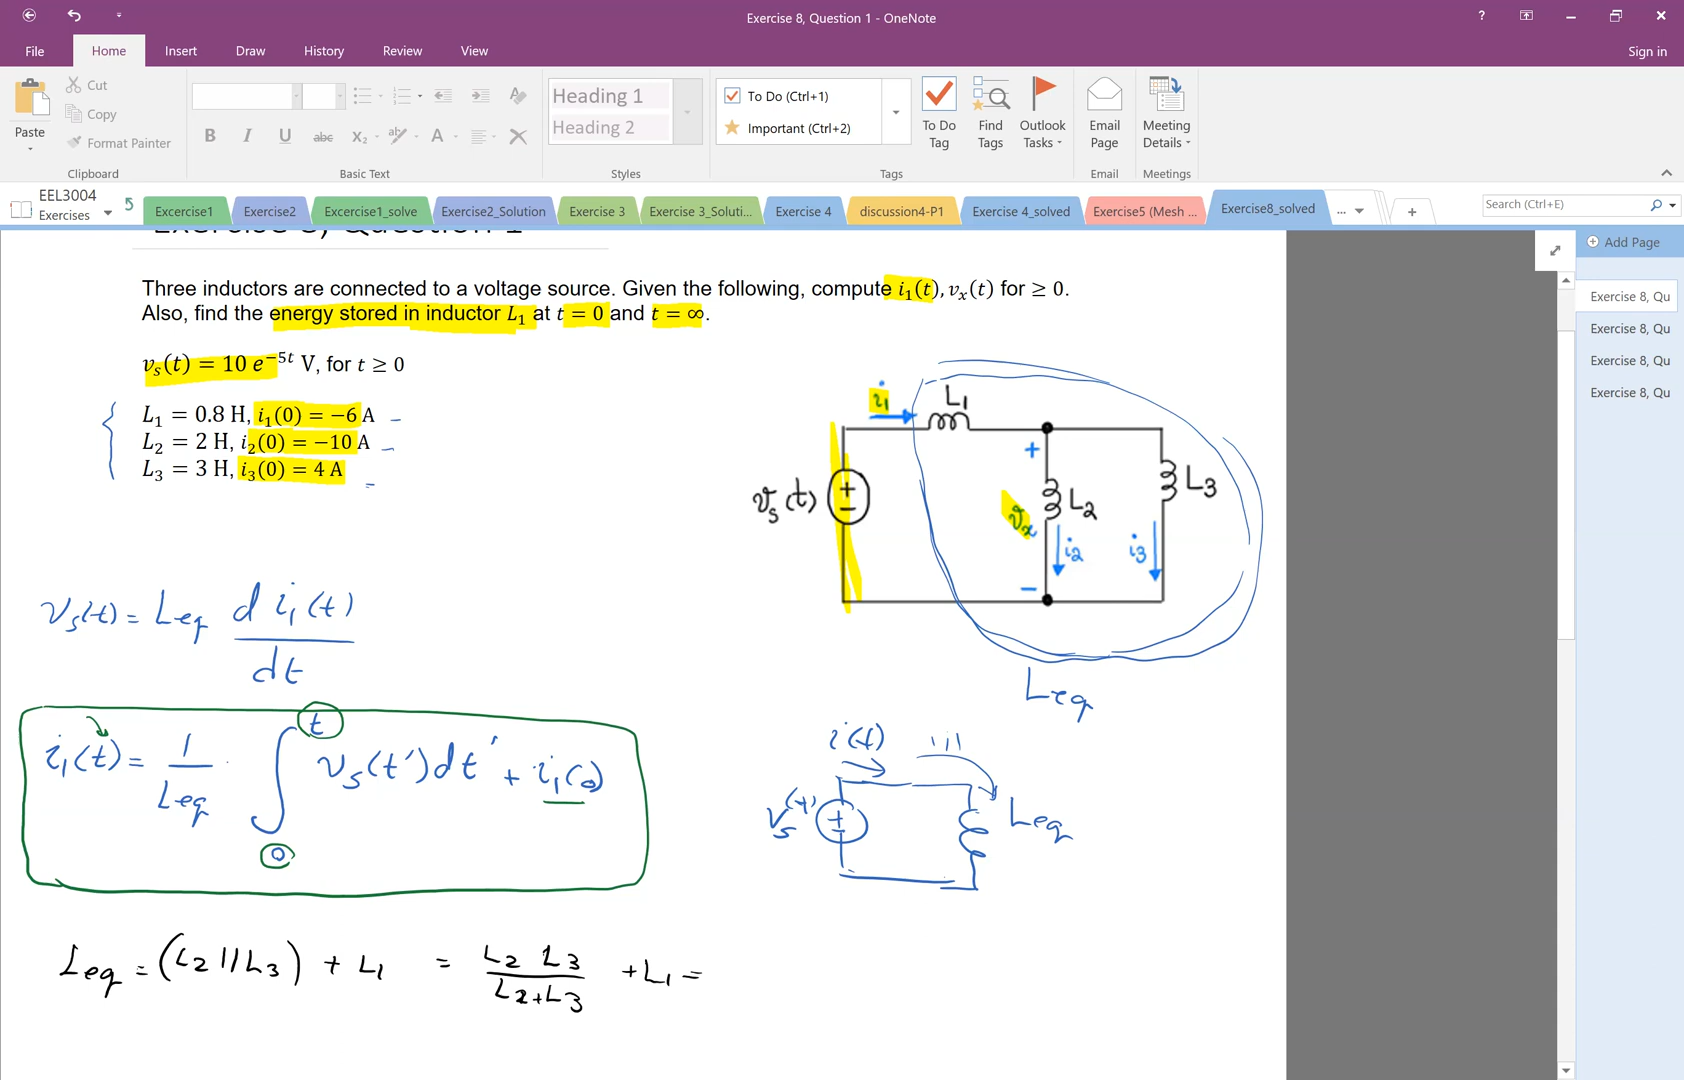 Exercise 8, Question 1 - OneNote
?
File Home Insert Draw History Review View
Sign in
Paste
Cut
Copy
Format Painter
Clipboard
B I U abc X₂ A
Basic Text
Heading 1
Heading 2
Styles
To Do (Ctrl+1)
Important (Ctrl+2)
To Do Tag
Find Tags
Outlook Tasks
Tags
Email Page
Email
Meeting Details
Meetings
EEL3004 Exercises
Excercise1
Exercise2
Excercise1_solve
Exercise2_Solution
Exercise 3
Exercise 3_Soluti...
Exercise 4
discussion4-P1
Exercise 4_solved
Exercise5 (Mesh ...
Exercise8_solved
...
+
Search (Ctrl+E)
Add Page
Exercise 8, Qu
Exercise 8, Qu
Exercise 8, Qu
Exercise 8, Qu
Exercise 8, Question 1
Three inductors are connected to a voltage source. Given the following, compute i₁(t), vₓ(t) for ≥ 0.
Also, find the energy stored in inductor L₁ at t = 0 and t = ∞.
vₛ(t) = 10 e⁻⁵ᵗ V, for t ≥ 0
L₁ = 0.8 H, i₁(0) = −6 A
L₂ = 2 H, i₂(0) = −10 A
L₃ = 3 H, i₃(0) = 4 A
i₁
L₁
vₛ(t)
+
−
+
vₓ
−
L₂
i₂
i₃
L₃
Leq
vₛ(t) = Leq d i₁(t) / dt
i₁(t) = 1/Leq · ∫₀ᵗ vₛ(t′)dt′ + i₁(0)
i(t)
vₛ(t)
+
Leq
Leq = (L₂ || L₃) + L₁ = L₂ L₃ / L₂+L₃ + L₁ =